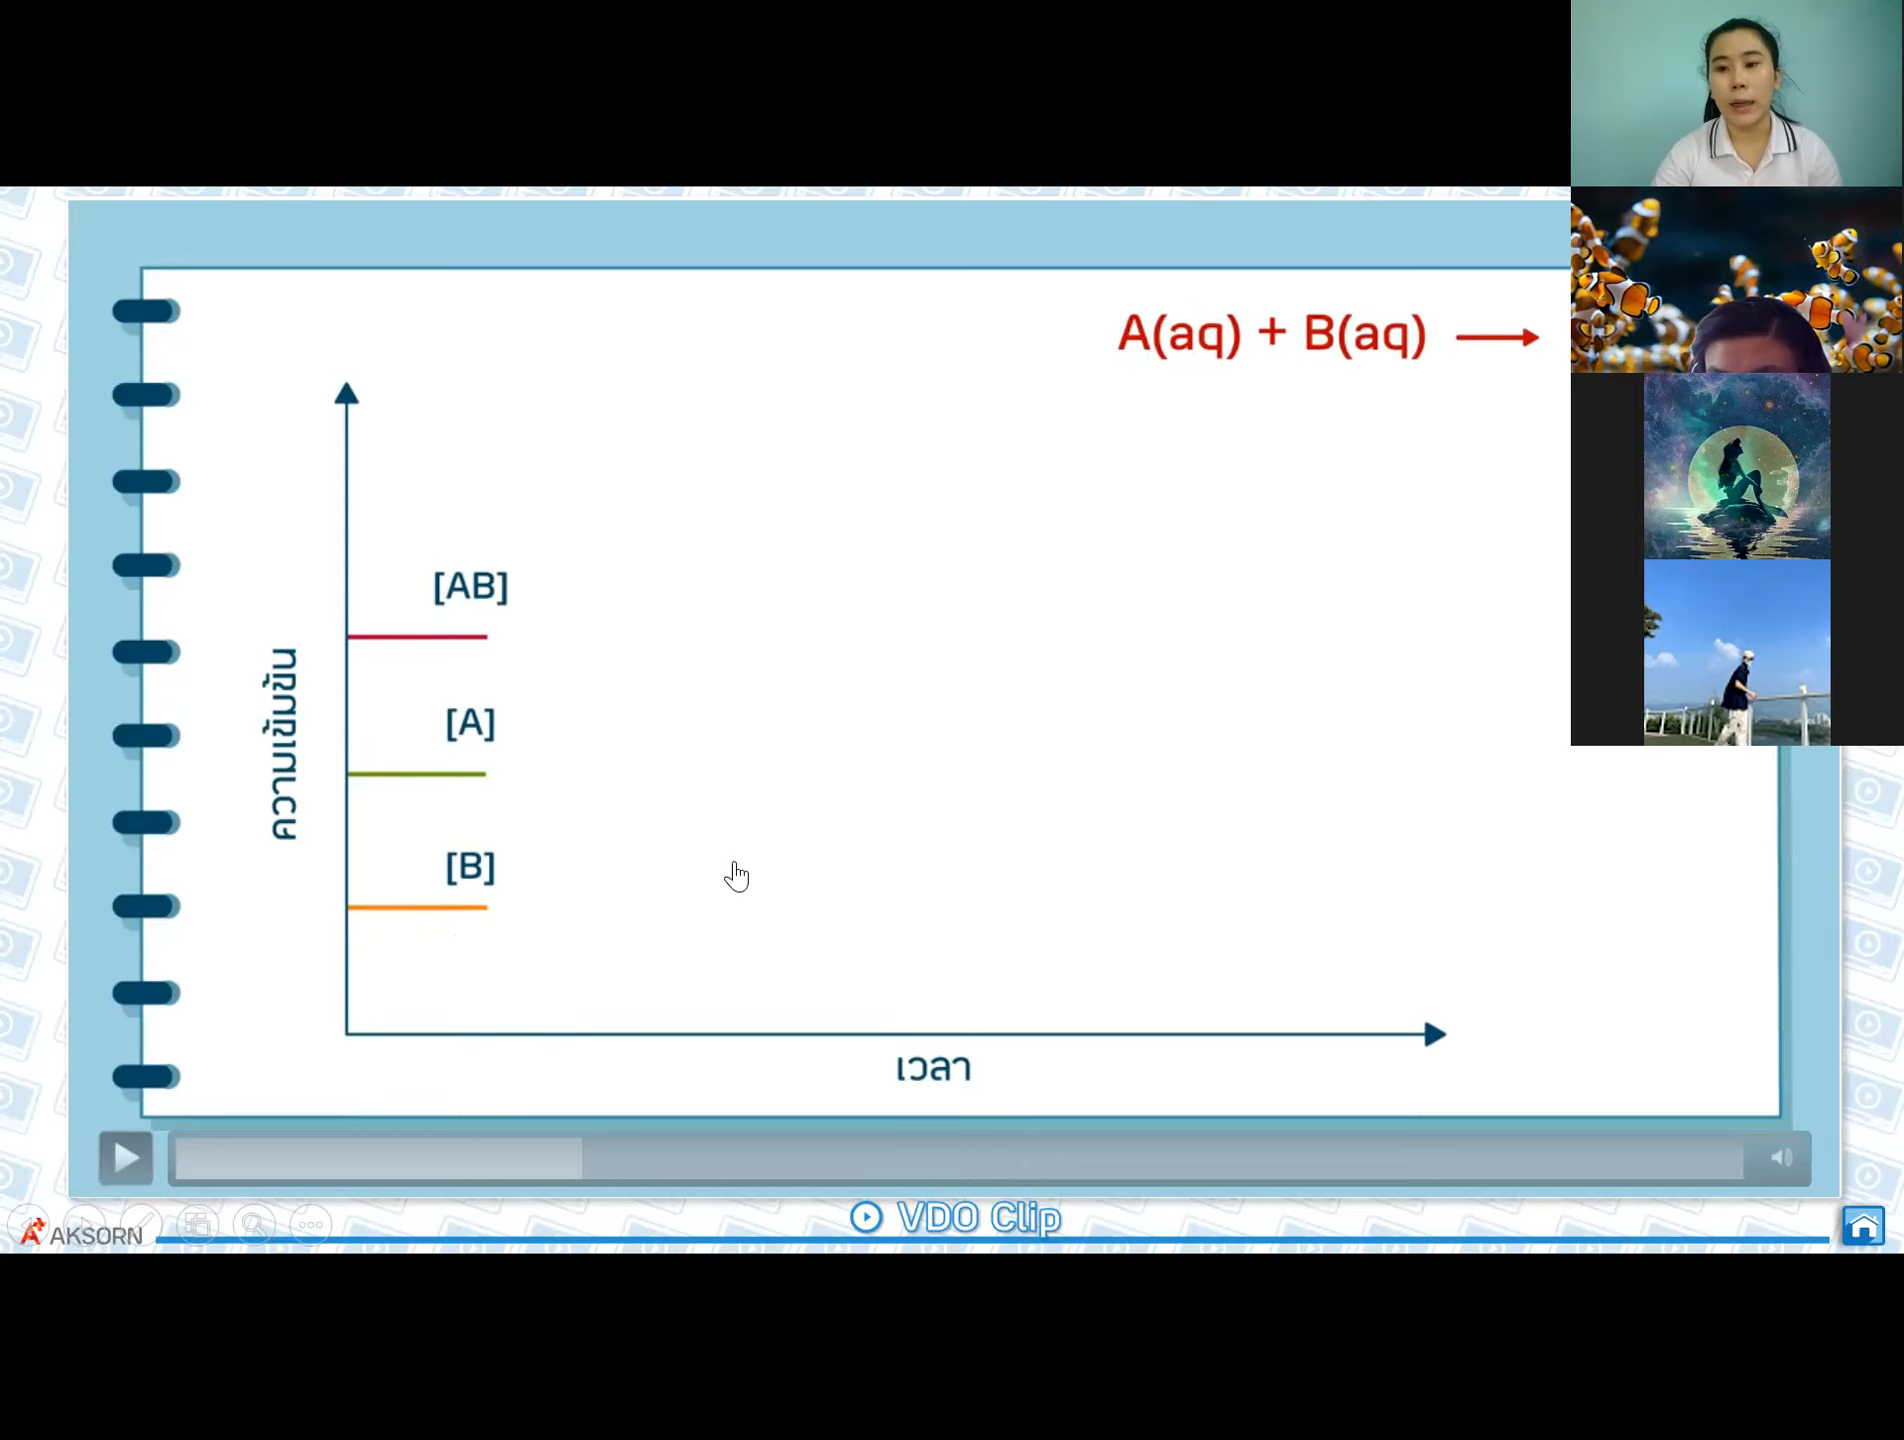 A(aq) + B(aq) ⟶
[AB]
[A]
[B]
ความเข้มข้น
เวลา
AKSORN
VDO Clip